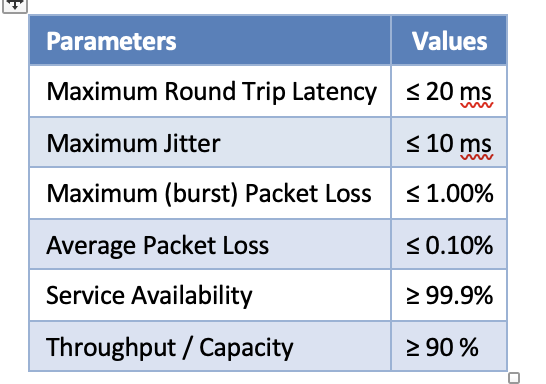 Parameters Values
Maximum Round Trip Latency ≤ 20 ms
Maximum Jitter ≤ 10 ms
Maximum (burst) Packet Loss ≤ 1.00%
Average Packet Loss ≤ 0.10%
Service Availability ≥ 99.9%
Throughput / Capacity ≥ 90 %